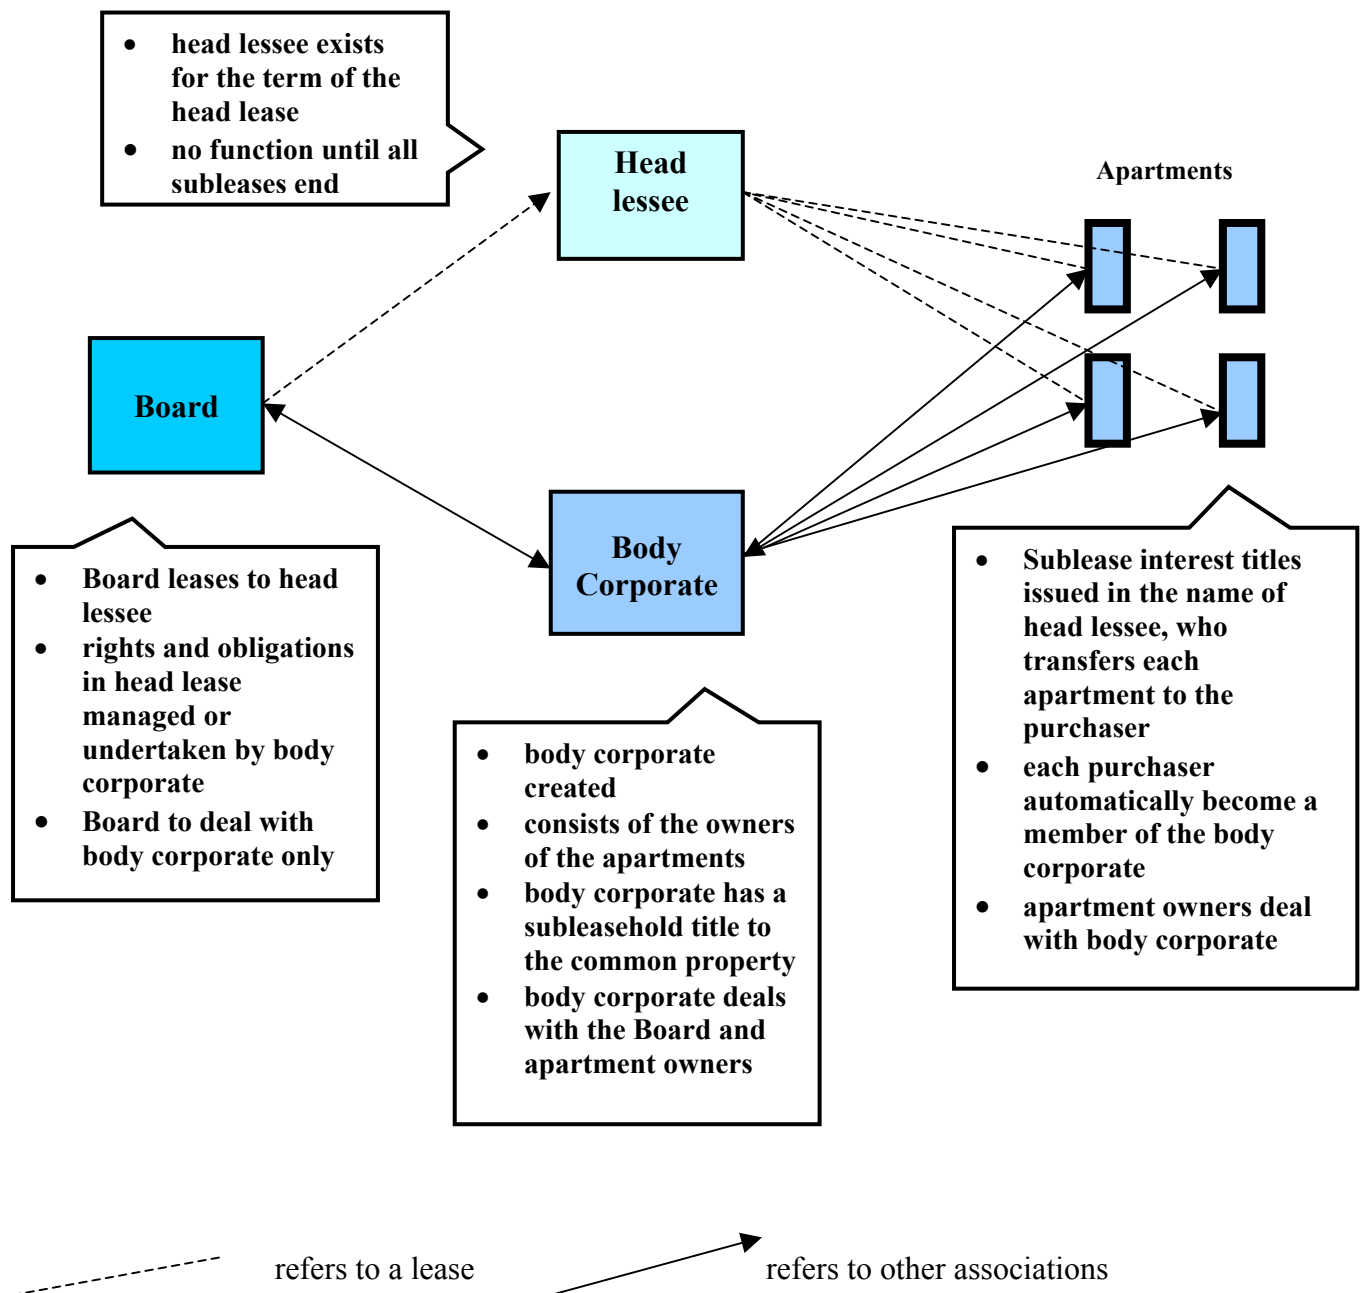 • head lessee exists
for the term of the
head lease
• no function until all
subleases end
Head
lessee
Apartments
Board
Body
Corporate
• Board leases to head
lessee
• rights and obligations
in head lease
managed or
undertaken by body
corporate
• Board to deal with
body corporate only
• body corporate
created
• consists of the owners
of the apartments
• body corporate has a
subleasehold title to
the common property
• body corporate deals
with the Board and
apartment owners
• Sublease interest titles
issued in the name of
head lessee, who
transfers each
apartment to the
purchaser
• each purchaser
automatically become a
member of the body
corporate
• apartment owners deal
with body corporate
refers to a lease
refers to other associations